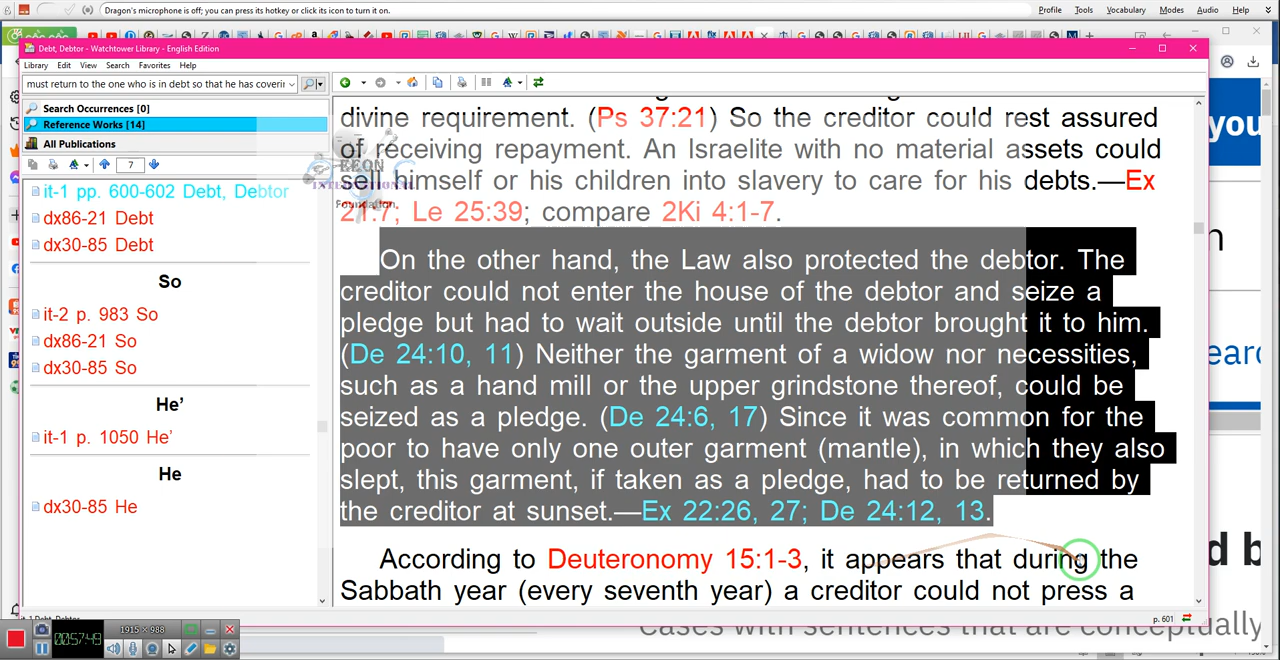 Dragon's microphone is off; you can press its hotkey or click its icon to turn it on.
Profile Tools Vocabulary Modes Audio Help
Debt, Debtor - Watchtower Library - English Edition
Library Edit View Search Favorites Help
must return to the one who is in debt so that he has coverin
Search Occurrences [0]
Reference Works [14]
All Publications
7
it-1 pp. 600-602 Debt, Debtor
dx86-21 Debt
dx30-85 Debt
So
it-2 p. 983 So
dx86-21 So
dx30-85 So
He'
it-1 p. 1050 He'
He
dx30-85 He
divine requirement. (Ps 37:21) So the creditor could rest assured
of receiving repayment. An Israelite with no material assets could
sell himself or his children into slavery to care for his debts.—Ex
21:7; Le 25:39; compare 2Ki 4:1-7.
Foundation.
On the other hand, the Law also protected the debtor. The
creditor could not enter the house of the debtor and seize a
pledge but had to wait outside until the debtor brought it to him.
(De 24:10, 11) Neither the garment of a widow nor necessities,
such as a hand mill or the upper grindstone thereof, could be
seized as a pledge. (De 24:6, 17) Since it was common for the
poor to have only one outer garment (mantle), in which they also
slept, this garment, if taken as a pledge, had to be returned by
the creditor at sunset.—Ex 22:26, 27; De 24:12, 13.
According to Deuteronomy 15:1-3, it appears that during the
Sabbath year (every seventh year) a creditor could not press a
p. 601
you
Cases with sentences that are conceptually
00:57:49
1915 x 988